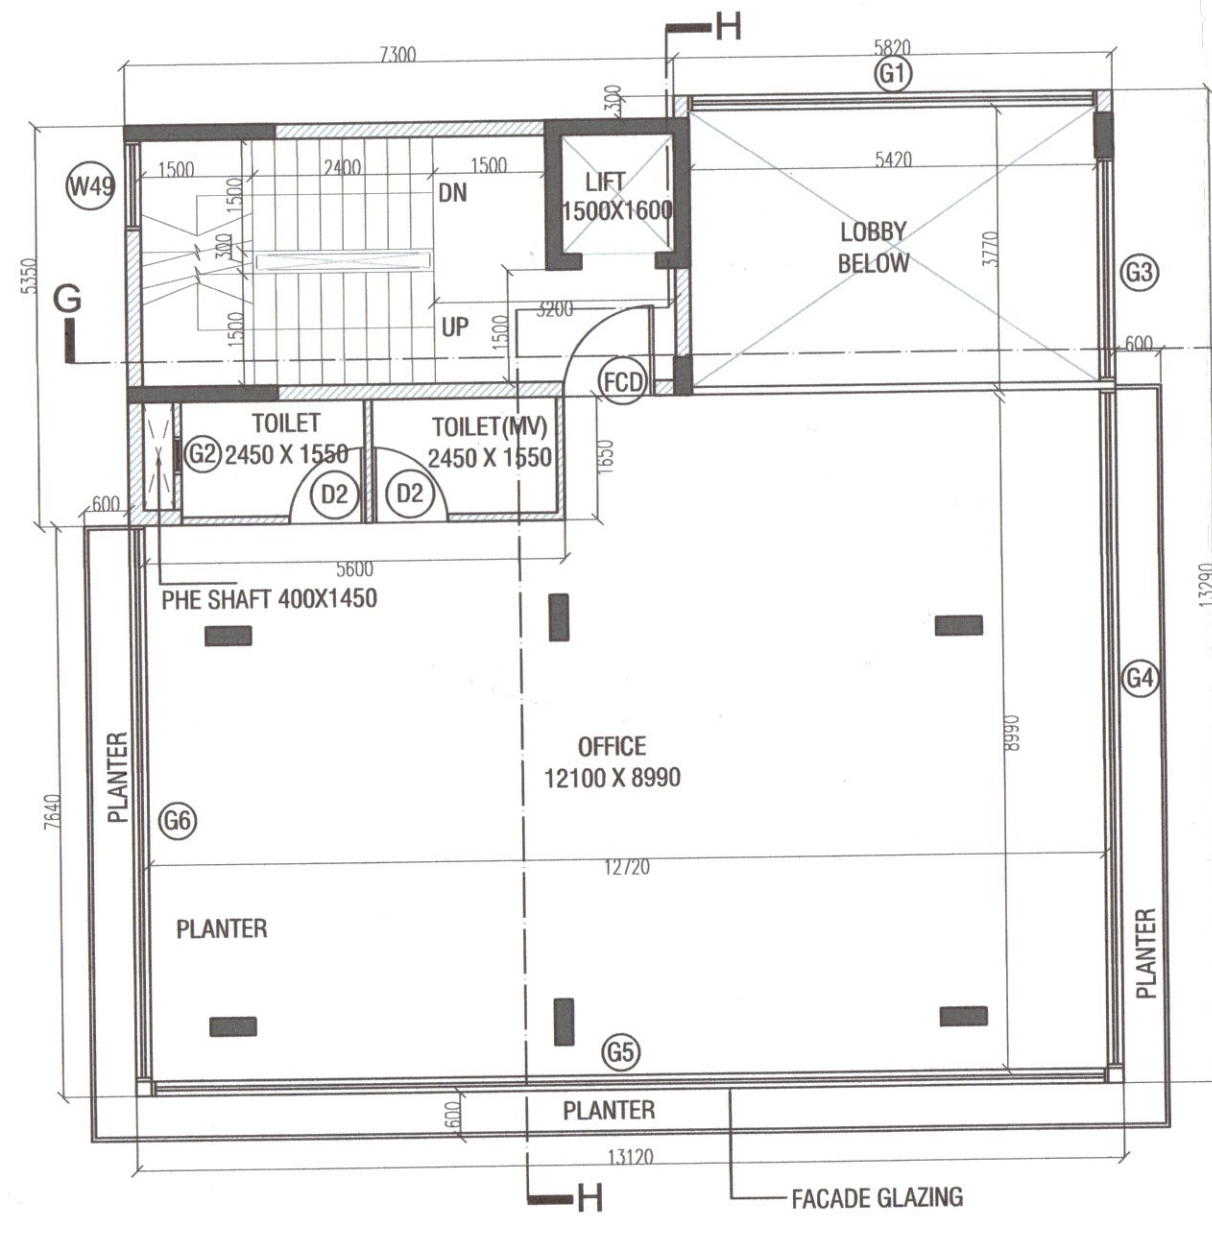 H
7300
5820
G1
300
W49
1500
2400
1500
5420
1500
DN
LIFT
1500X1600
LOBBY
BELOW
3770
G3
300
5350
G
3200
1500
UP
1500
600
FCD
TOILET
2450 X 1550
TOILET(MV)
2450 X 1550
G2
D2
D2
1650
600
5600
PHE SHAFT 400X1450
13290
G4
OFFICE
12100 X 8990
8990
PLANTER
7640
G6
12720
PLANTER
PLANTER
G5
600
PLANTER
13120
H
FACADE GLAZING